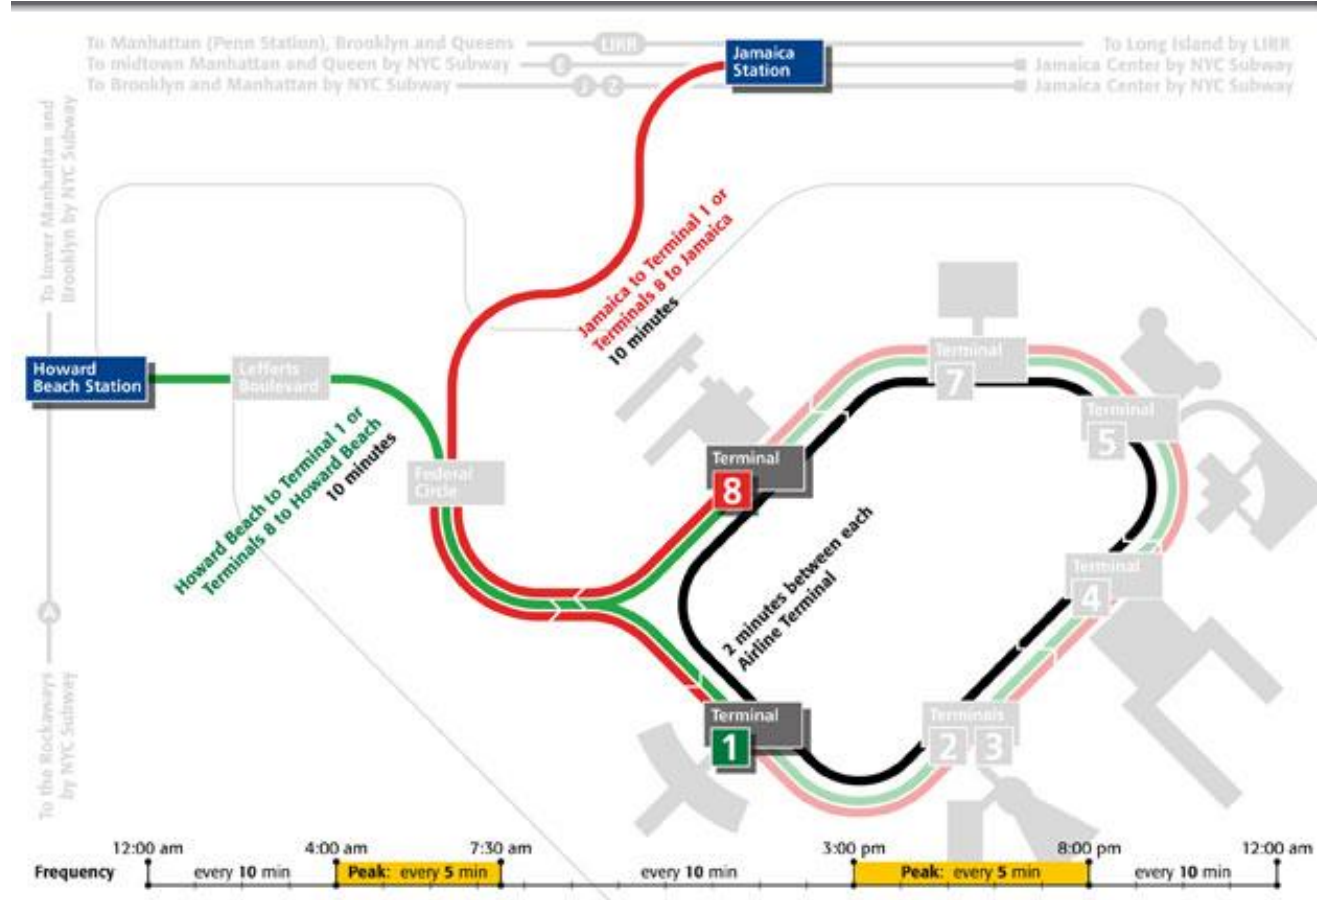 To Manhattan (Penn Station), Brooklyn and Queens
LIRR
To Long Island by LIRR
To midtown Manhattan and Queen by NYC Subway
E
Jamaica Center by NYC Subway
To Brooklyn and Manhattan by NYC Subway
J
Z
Jamaica Center by NYC Subway
Jamaica
Station
To lower Manhattan and
Brooklyn by NYC Subway
Jamaica to Terminal 1 or
Terminals 8 to Jamaica
10 minutes
Howard
Beach Station
Lefferts
Boulevard
Howard Beach to Terminal 1 or
Terminals 8 to Howard Beach
10 minutes
Federal
Circle
Terminal
7
Terminal
5
Terminal
8
Terminal
4
2 minutes between each
Airline Terminal
A
To the Rockaways
by NYC Subway
Terminal
1
Terminals
2 3
12:00 am 4:00 am 7:30 am 3:00 pm 8:00 pm 12:00 am
Frequency every 10 min Peak: every 5 min every 10 min Peak: every 5 min every 10 min